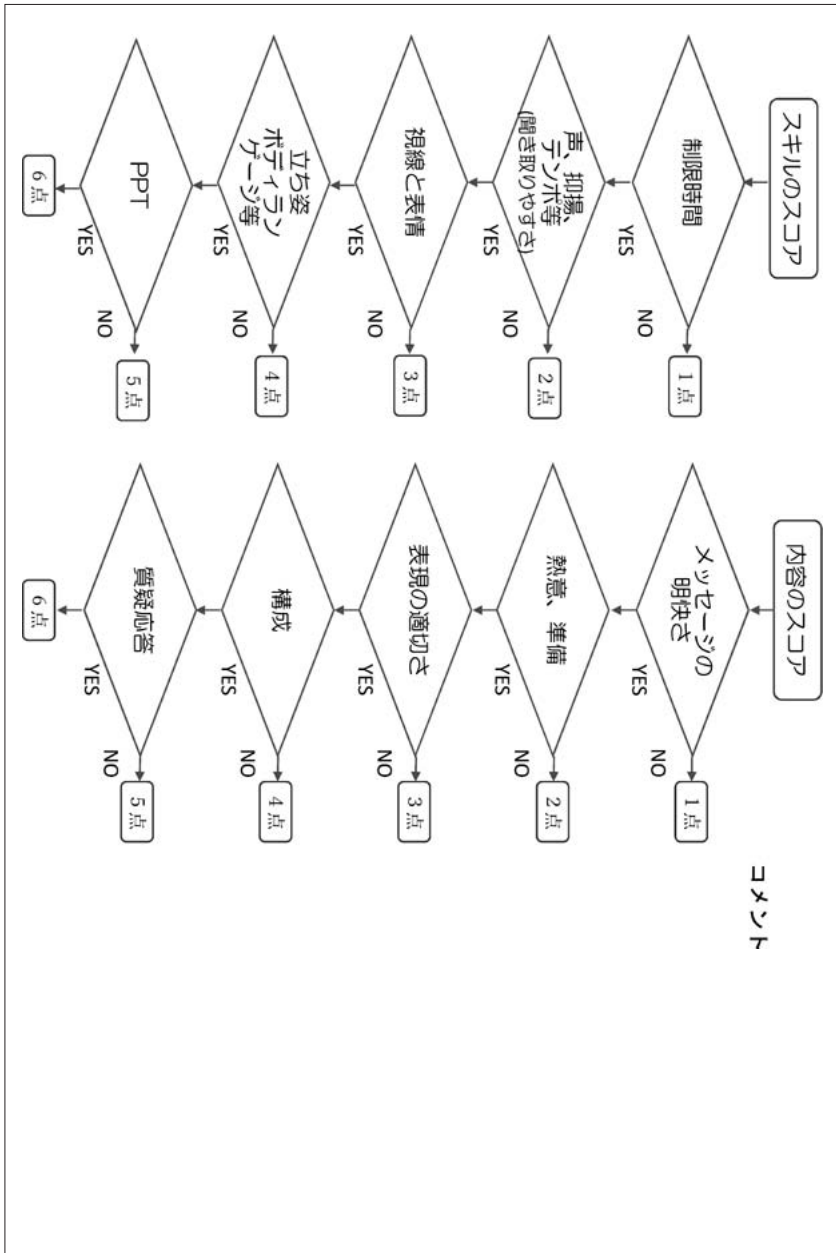 スキルのスコア
制限時間
YES
NO
1点
声、抑揚、
テンポ等
(聞き取りやすさ)
YES
NO
2点
視線と表情
YES
NO
3点
立ち姿
ボディラン
ゲージ等
YES
NO
4点
PPT
YES
NO
5点
6点
内容のスコア
メッセージの
明快さ
YES
NO
1点
熱意、準備
YES
NO
2点
表現の適切さ
YES
NO
3点
構成
YES
NO
4点
質疑応答
YES
NO
5点
6点
コメント